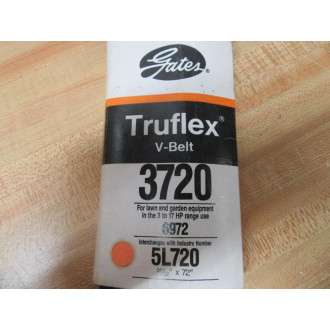 Gates®
Truflex®
V-Belt
3720
For lawn and garden equipment
in the 3 to 17 HP range use
6972
Interchanges with Industry Number
5L720
x 72"